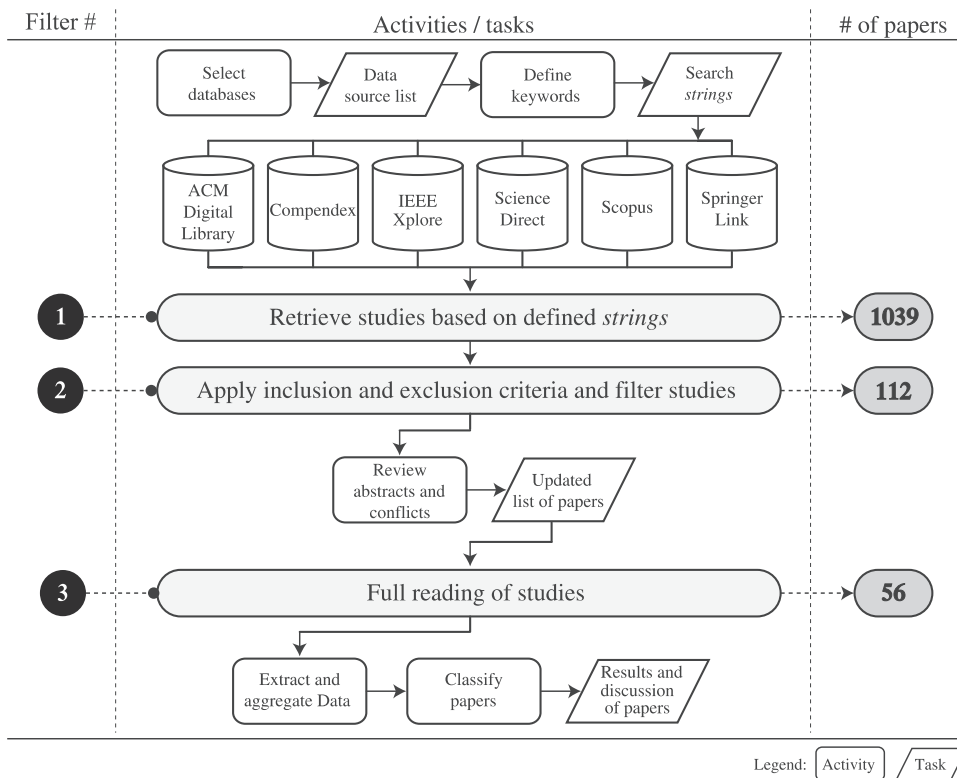 Filter #
Activities / tasks
# of papers
Select
databases
Data
source list
Define
keywords
Search
strings
ACM
Digital
Library
Compendex
IEEE
Xplore
Science
Direct
Scopus
Springer
Link
1
Retrieve studies based on defined strings
1039
2
Apply inclusion and exclusion criteria and filter studies
112
Review
abstracts and
conflicts
Updated
list of papers
3
Full reading of studies
56
Extract and
aggregate Data
Classify
papers
Results and
discussion
of papers
Legend:
Activity
Task